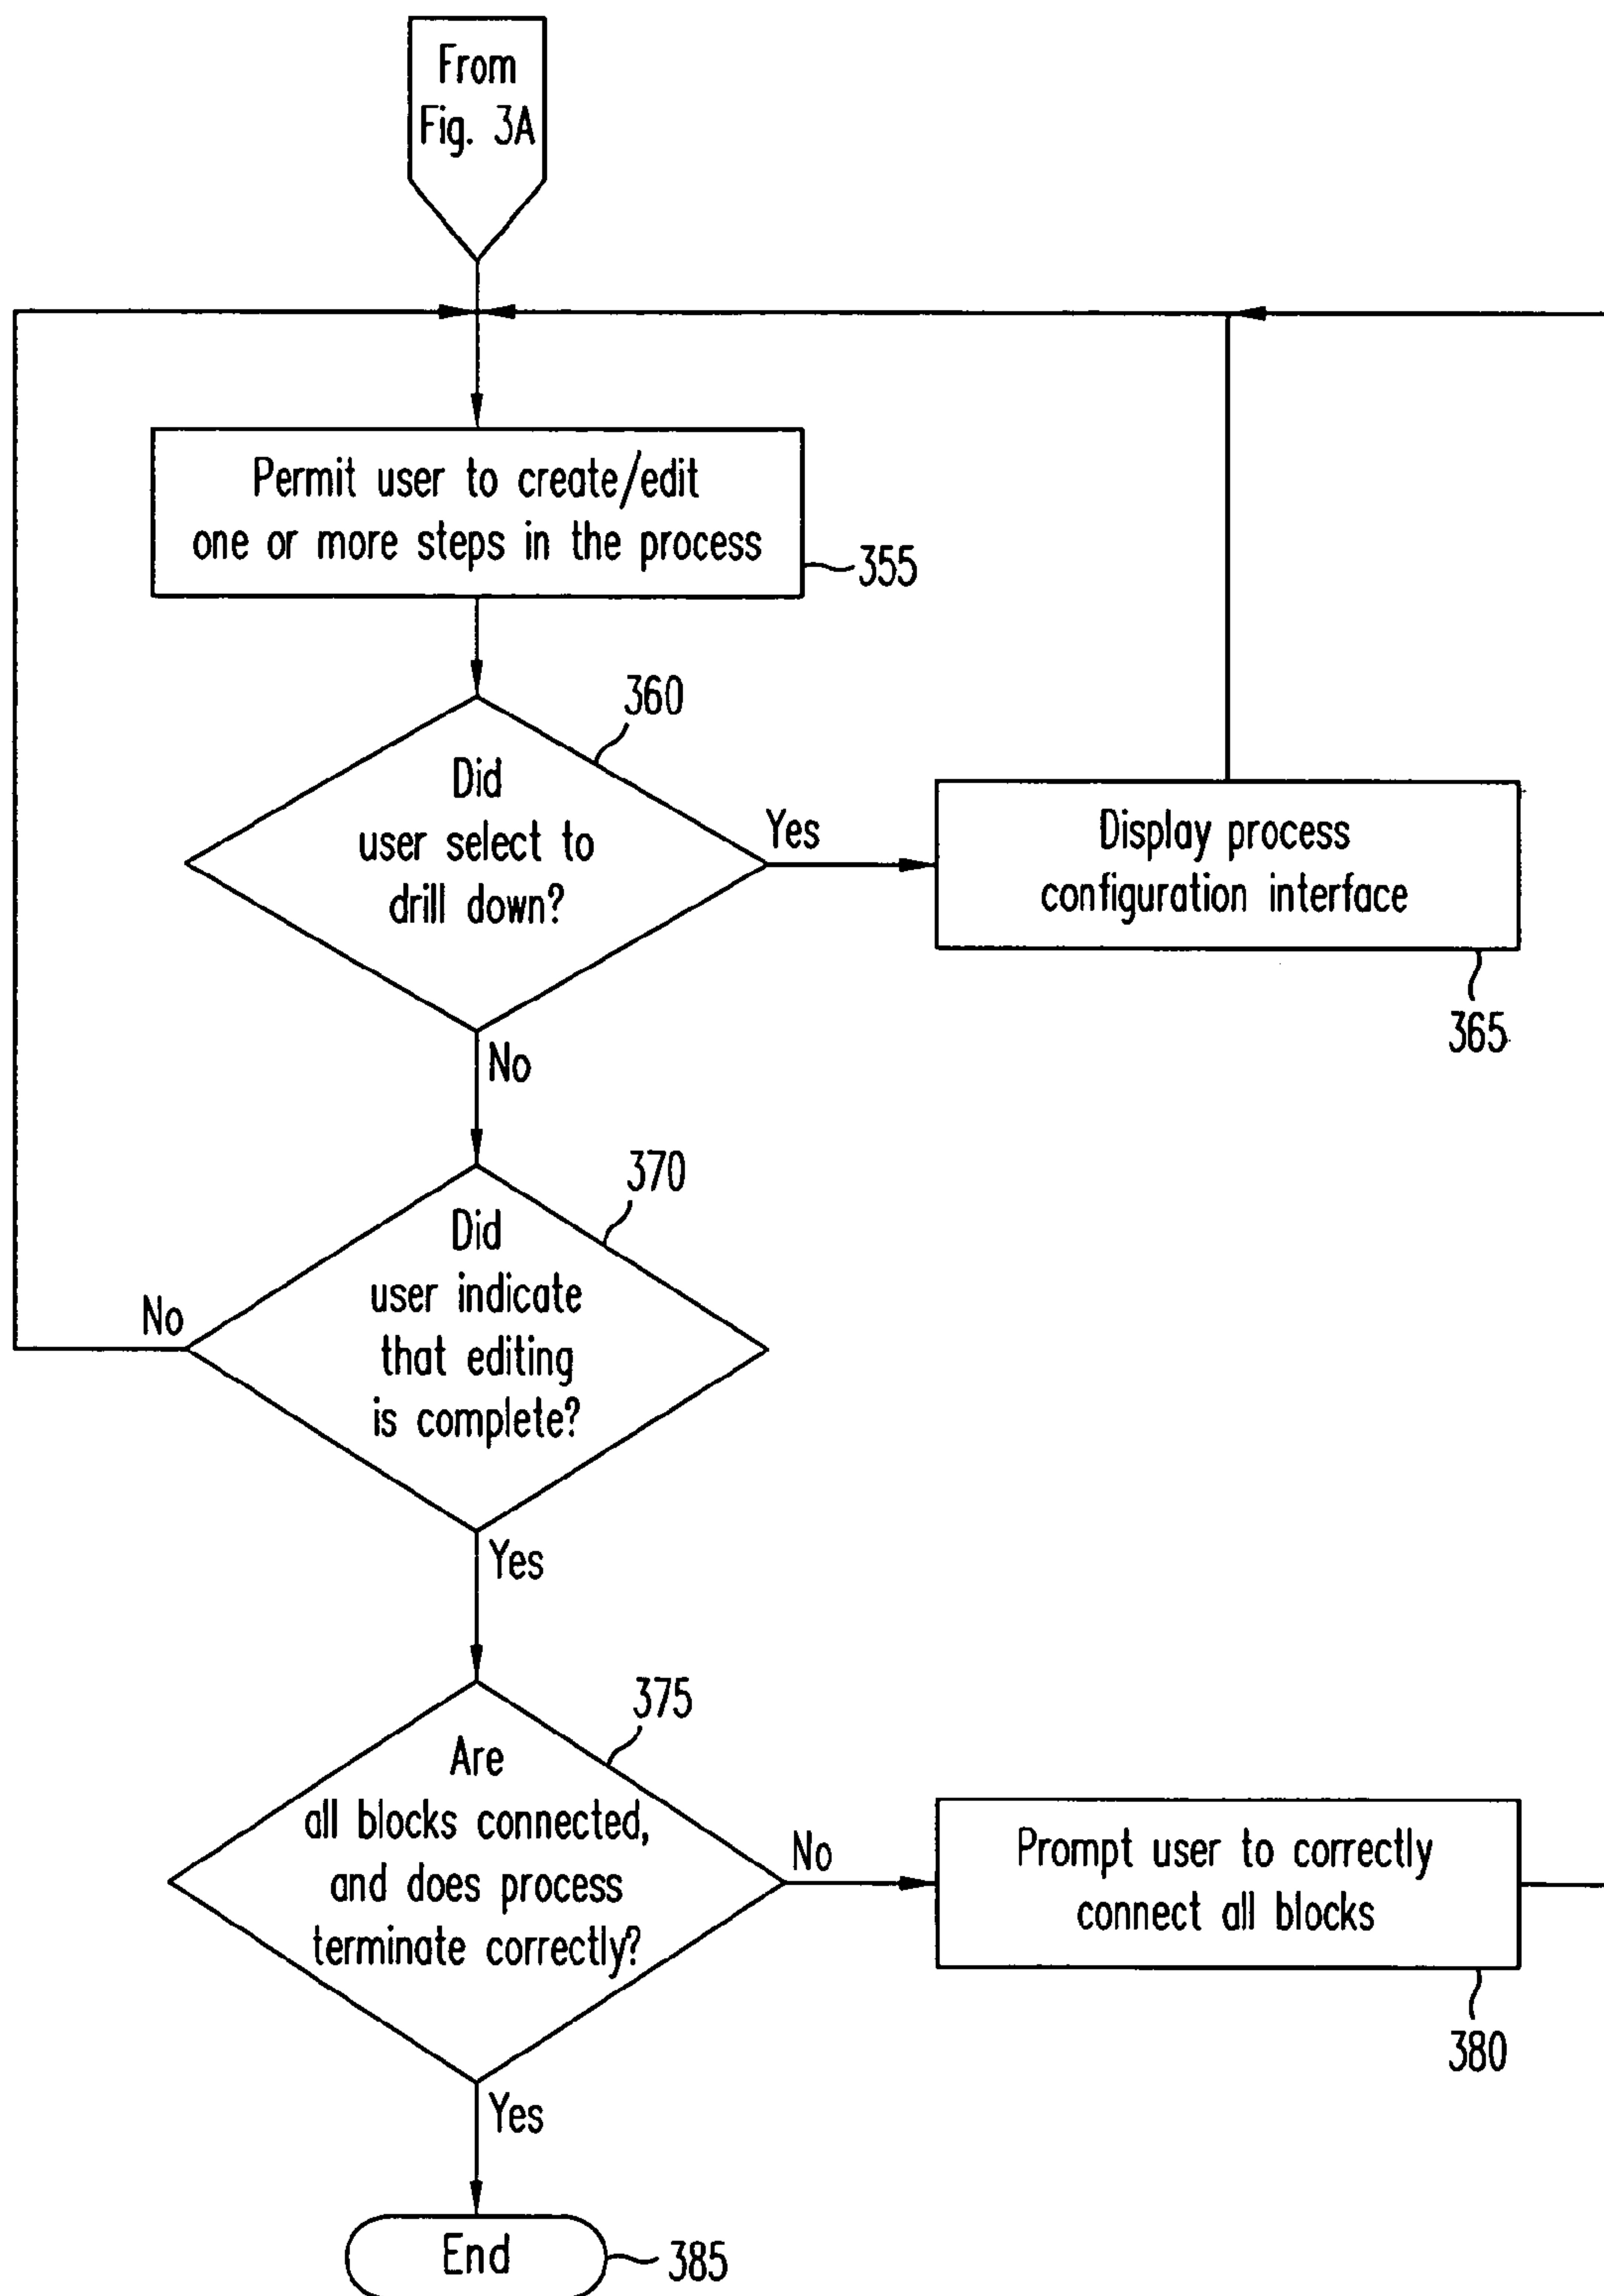 From
Fig. 3A
Permit user to create/edit
one or more steps in the process
355
360
Did
user select to
drill down?
Yes
Display process
configuration interface
365
No
370
Did
user indicate
that editing
is complete?
No
Yes
375
Are
all blocks connected,
and does process
terminate correctly?
No
Prompt user to correctly
connect all blocks
380
Yes
End
385